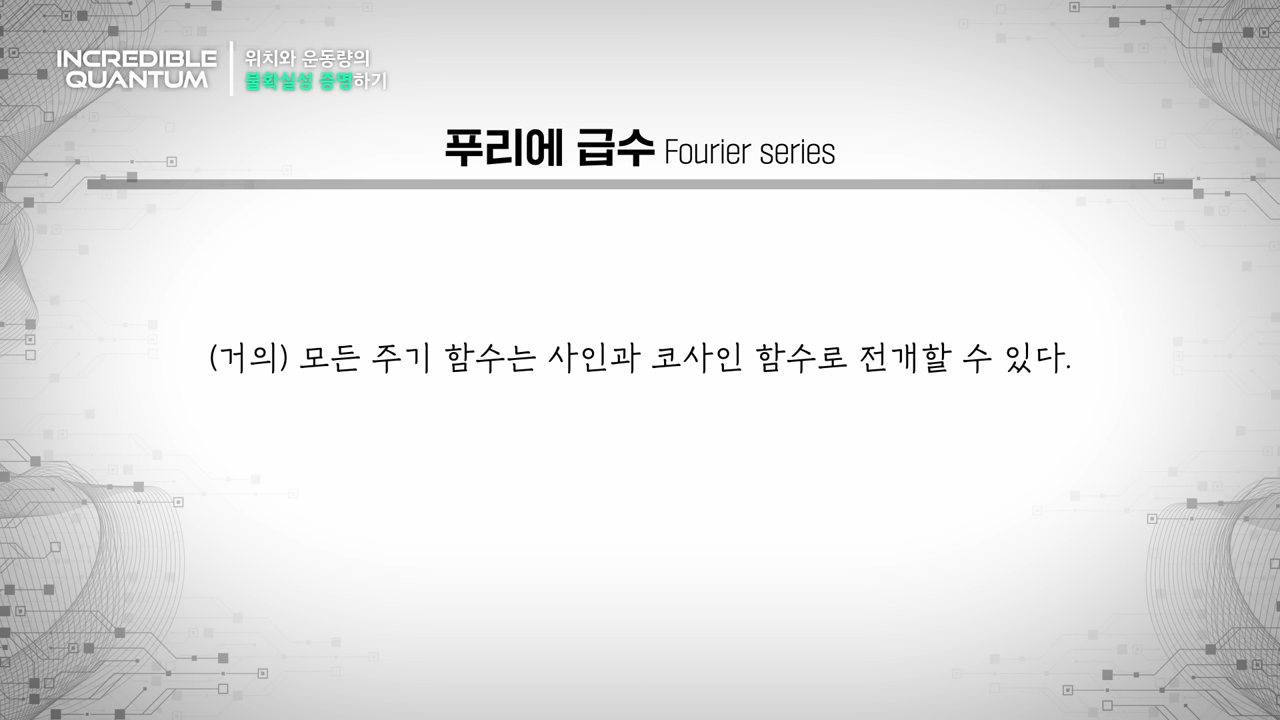 INCREDIBLE
QUANTUM
위치와 운동량의
불확실성 증명하기
푸리에 급수 Fourier series
(거의) 모든 주기 함수는 사인과 코사인 함수로 전개할 수 있다.